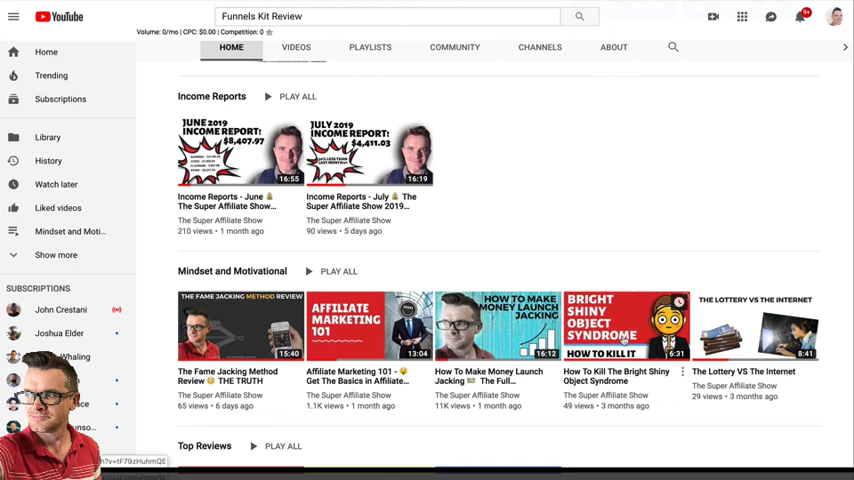 YouTube
Funnels Kit Review
9+
Volume: 0/mo | CPC: $0.00 | Competition: 0
HOME
VIDEOS
PLAYLISTS
COMMUNITY
CHANNELS
ABOUT
Home
Trending
Subscriptions
Library
History
Watch later
Liked videos
Mindset and Moti...
Show more
SUBSCRIPTIONS
John Crestani
Joshua Elder
Whaling
h?v=tF79zHuhmQE
Income Reports
PLAY ALL
JUNE 2019
INCOME REPORT!
$8,407.97
16:55
JULY 2019
INCOME REPORT!
$4,411.03
16:19
Income Reports - June
The Super Affiliate Show...
The Super Affiliate Show
210 views • 1 month ago
Income Reports - July 💰 The
Super Affiliate Show 2019...
The Super Affiliate Show
90 views • 5 days ago
Mindset and Motivational
PLAY ALL
THE FAME JACKING METHOD REVIEW
15:40
AFFILIATE
MARKETING
101
13:04
HOW TO MAKE
MONEY LAUNCH
JACKING
16:12
BRIGHT
SHINY
OBJECT
SYNDROME
HOW TO KILL IT
6:31
THE LOTTERY VS THE INTERNET
8:41
The Fame Jacking Method
Review THE TRUTH
65 views • 6 days ago
Affiliate Marketing 101 -
Get The Basics in Affiliate...
The Super Affiliate Show
1.1K views • 1 month ago
How To Make Money Launch
Jacking The Full...
The Super Affiliate Show
11K views • 1 month ago
How To Kill The Bright Shiny
Object Syndrome
The Super Affiliate Show
49 views • 3 months ago
The Lottery VS The Internet
The Super Affiliate Show
29 views • 3 months ago
Top Reviews
PLAY ALL